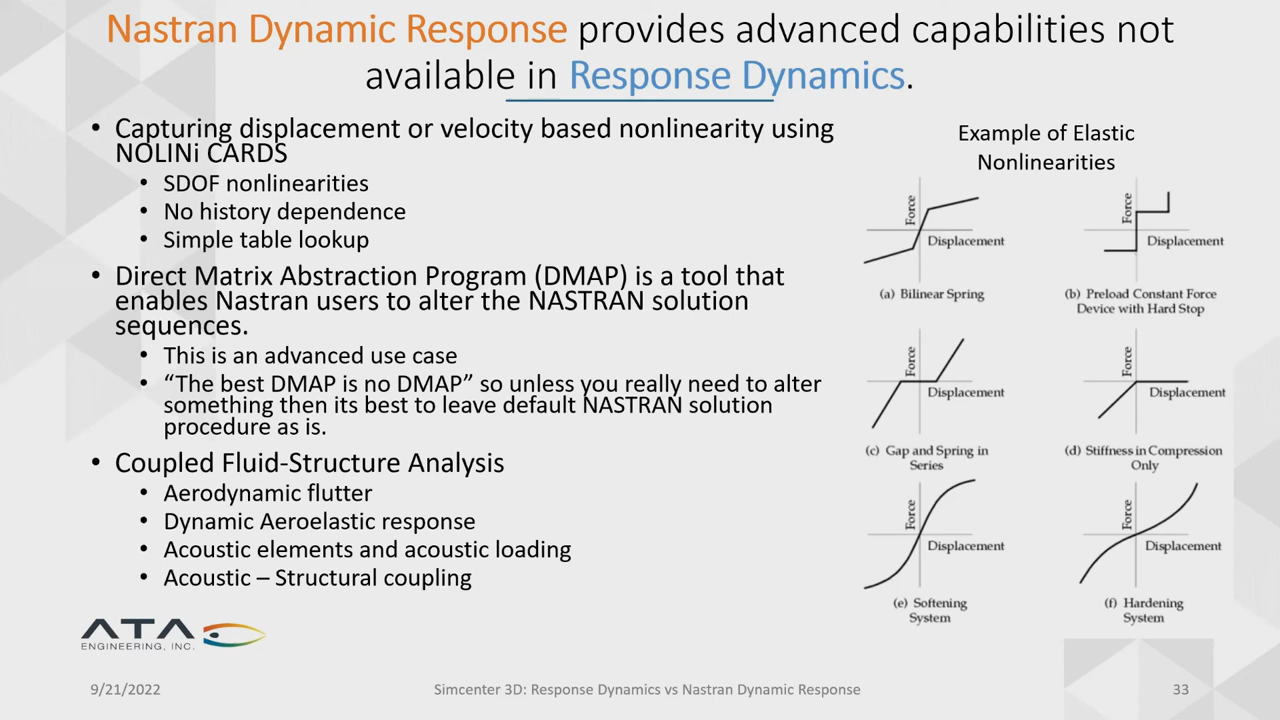 Nastran Dynamic Response provides advanced capabilities not
available in Response Dynamics.
• Capturing displacement or velocity based nonlinearity using
NOLINi CARDS
• SDOF nonlinearities
• No history dependence
• Simple table lookup
• Direct Matrix Abstraction Program (DMAP) is a tool that
enables Nastran users to alter the NASTRAN solution
sequences.
• This is an advanced use case
• “The best DMAP is no DMAP” so unless you really need to alter
something then its best to leave default NASTRAN solution
procedure as is.
• Coupled Fluid-Structure Analysis
• Aerodynamic flutter
• Dynamic Aeroelastic response
• Acoustic elements and acoustic loading
• Acoustic – Structural coupling
Example of Elastic
Nonlinearities
Force
Displacement
(a) Bilinear Spring
Force
Displacement
(b) Preload Constant Force
Device with Hard Stop
Force
Displacement
(c) Gap and Spring in
Series
Force
Displacement
(d) Stiffness in Compression
Only
Force
Displacement
(e) Softening
System
Force
Displacement
(f) Hardening
System
ATA
ENGINEERING, INC.
9/21/2022
Simcenter 3D: Response Dynamics vs Nastran Dynamic Response
33